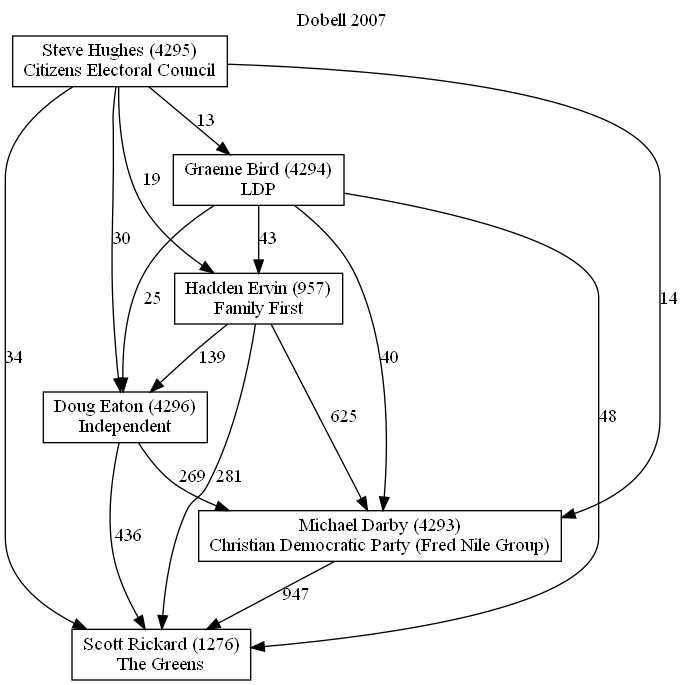 Dobell 2007
Steve Hughes (4295)
Citizens Electoral Council
13
Graeme Bird (4294)
LDP
19
30
43
25
Hadden Ervin (957)
Family First
14
34
139
40
Doug Eaton (4296)
Independent
625
48
269
281
436
Michael Darby (4293)
Christian Democratic Party (Fred Nile Group)
947
Scott Rickard (1276)
The Greens